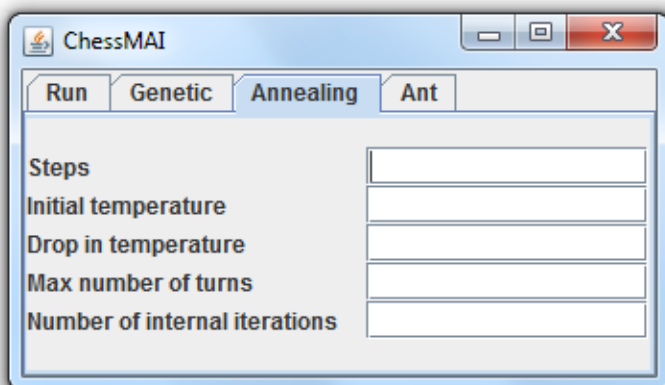 ChessMAI
Run Genetic Annealing Ant
Steps
Initial temperature
Drop in temperature
Max number of turns
Number of internal iterations